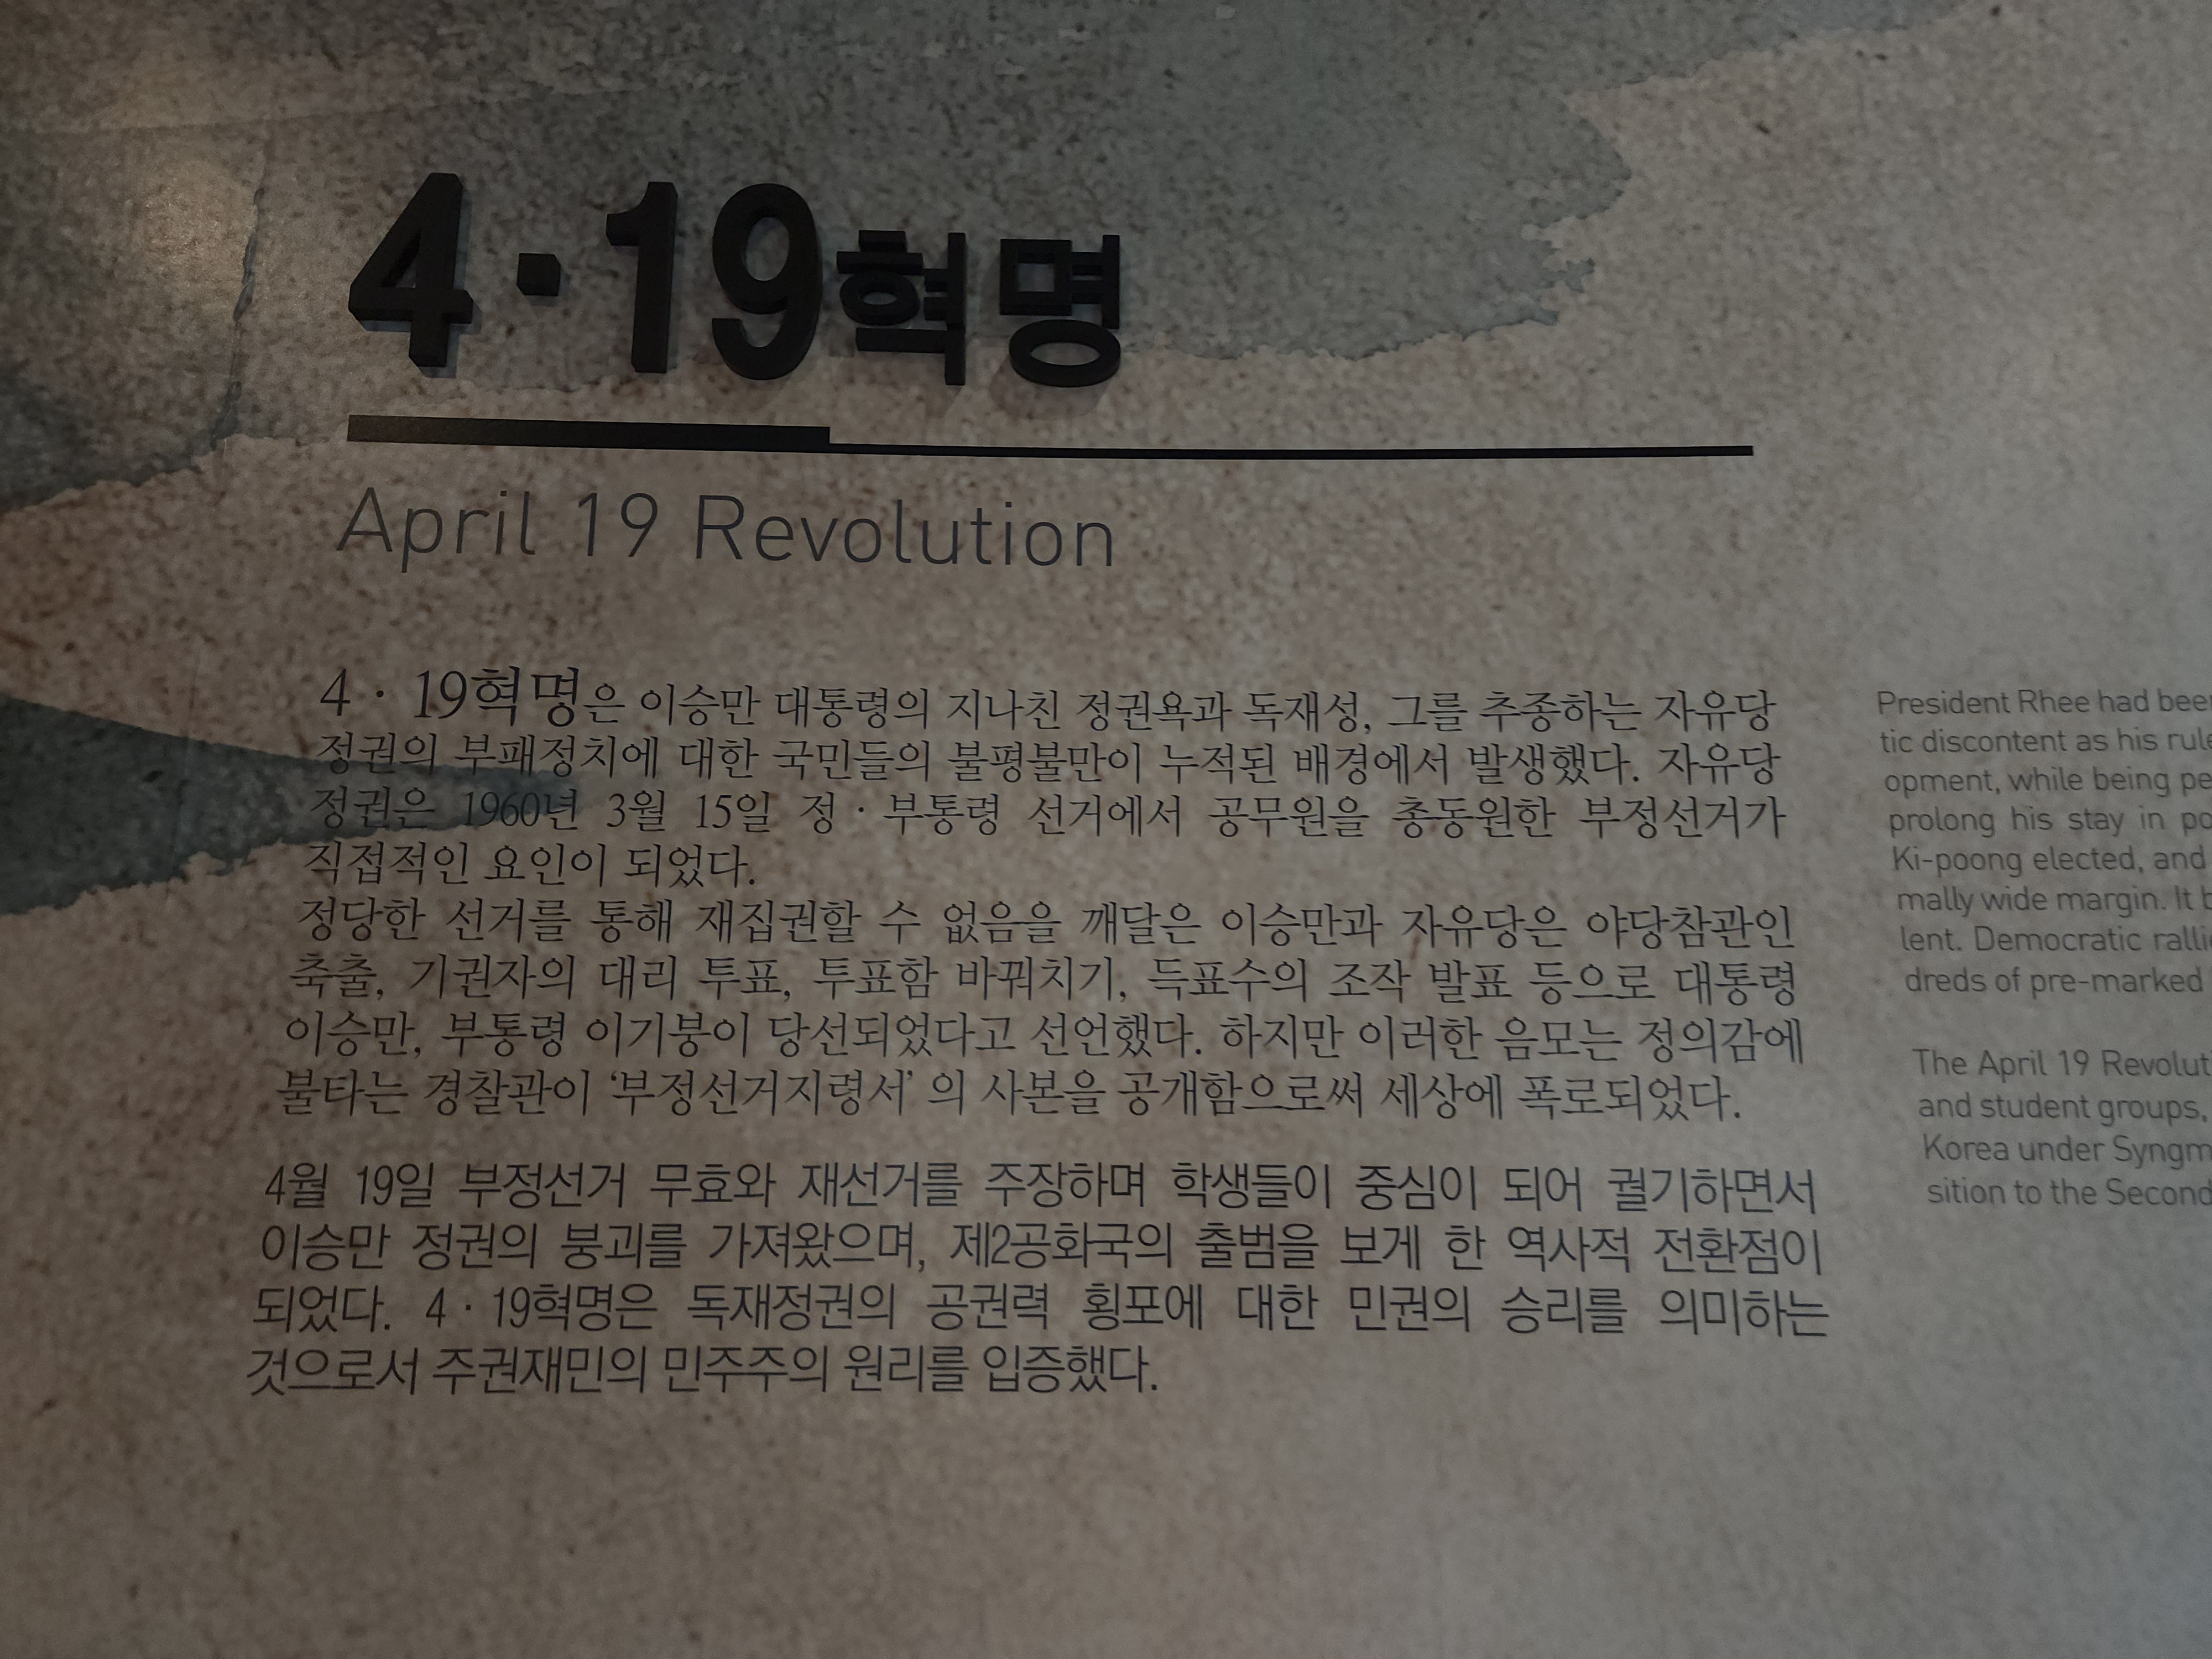 4·19혁명
April 19 Revolution
4·19혁명은 이승만 대통령의 지나친 정권욕과 독재성, 그를 추종하는 자유당
정권의 부패정치에 대한 국민들의 불평불만이 누적된 배경에서 발생했다. 자유당
정권은 1960년 3월 15일 정·부통령 선거에서 공무원을 총동원한 부정선거가
직접적인 요인이 되었다.
정당한 선거를 통해 재집권할 수 없음을 깨달은 이승만과 자유당은 야당참관인
축출, 기권자의 대리 투표, 투표함 바꿔치기, 득표수의 조작 발표 등으로 대통령
이승만, 부통령 이기붕이 당선되었다고 선언했다. 하지만 이러한 음모는 정의감에
불타는 경찰관이 ‘부정선거지령서’ 의 사본을 공개함으로써 세상에 폭로되었다.
4월 19일 부정선거 무효와 재선거를 주장하며 학생들이 중심이 되어 궐기하면서
이승만 정권의 붕괴를 가져왔으며, 제2공화국의 출범을 보게 한 역사적 전환점이
되었다. 4·19혁명은 독재정권의 공권력 횡포에 대한 민권의 승리를 의미하는
것으로서 주권재민의 민주주의 원리를 입증했다.
President Rhee had
tic discontent as his
opment, while being
prolong his stay in
Ki-poong elected, and
mally wide margin. It
lent. Democratic
dreds of pre-marked
The April 19
and student groups,
Korea under
sition to the Second